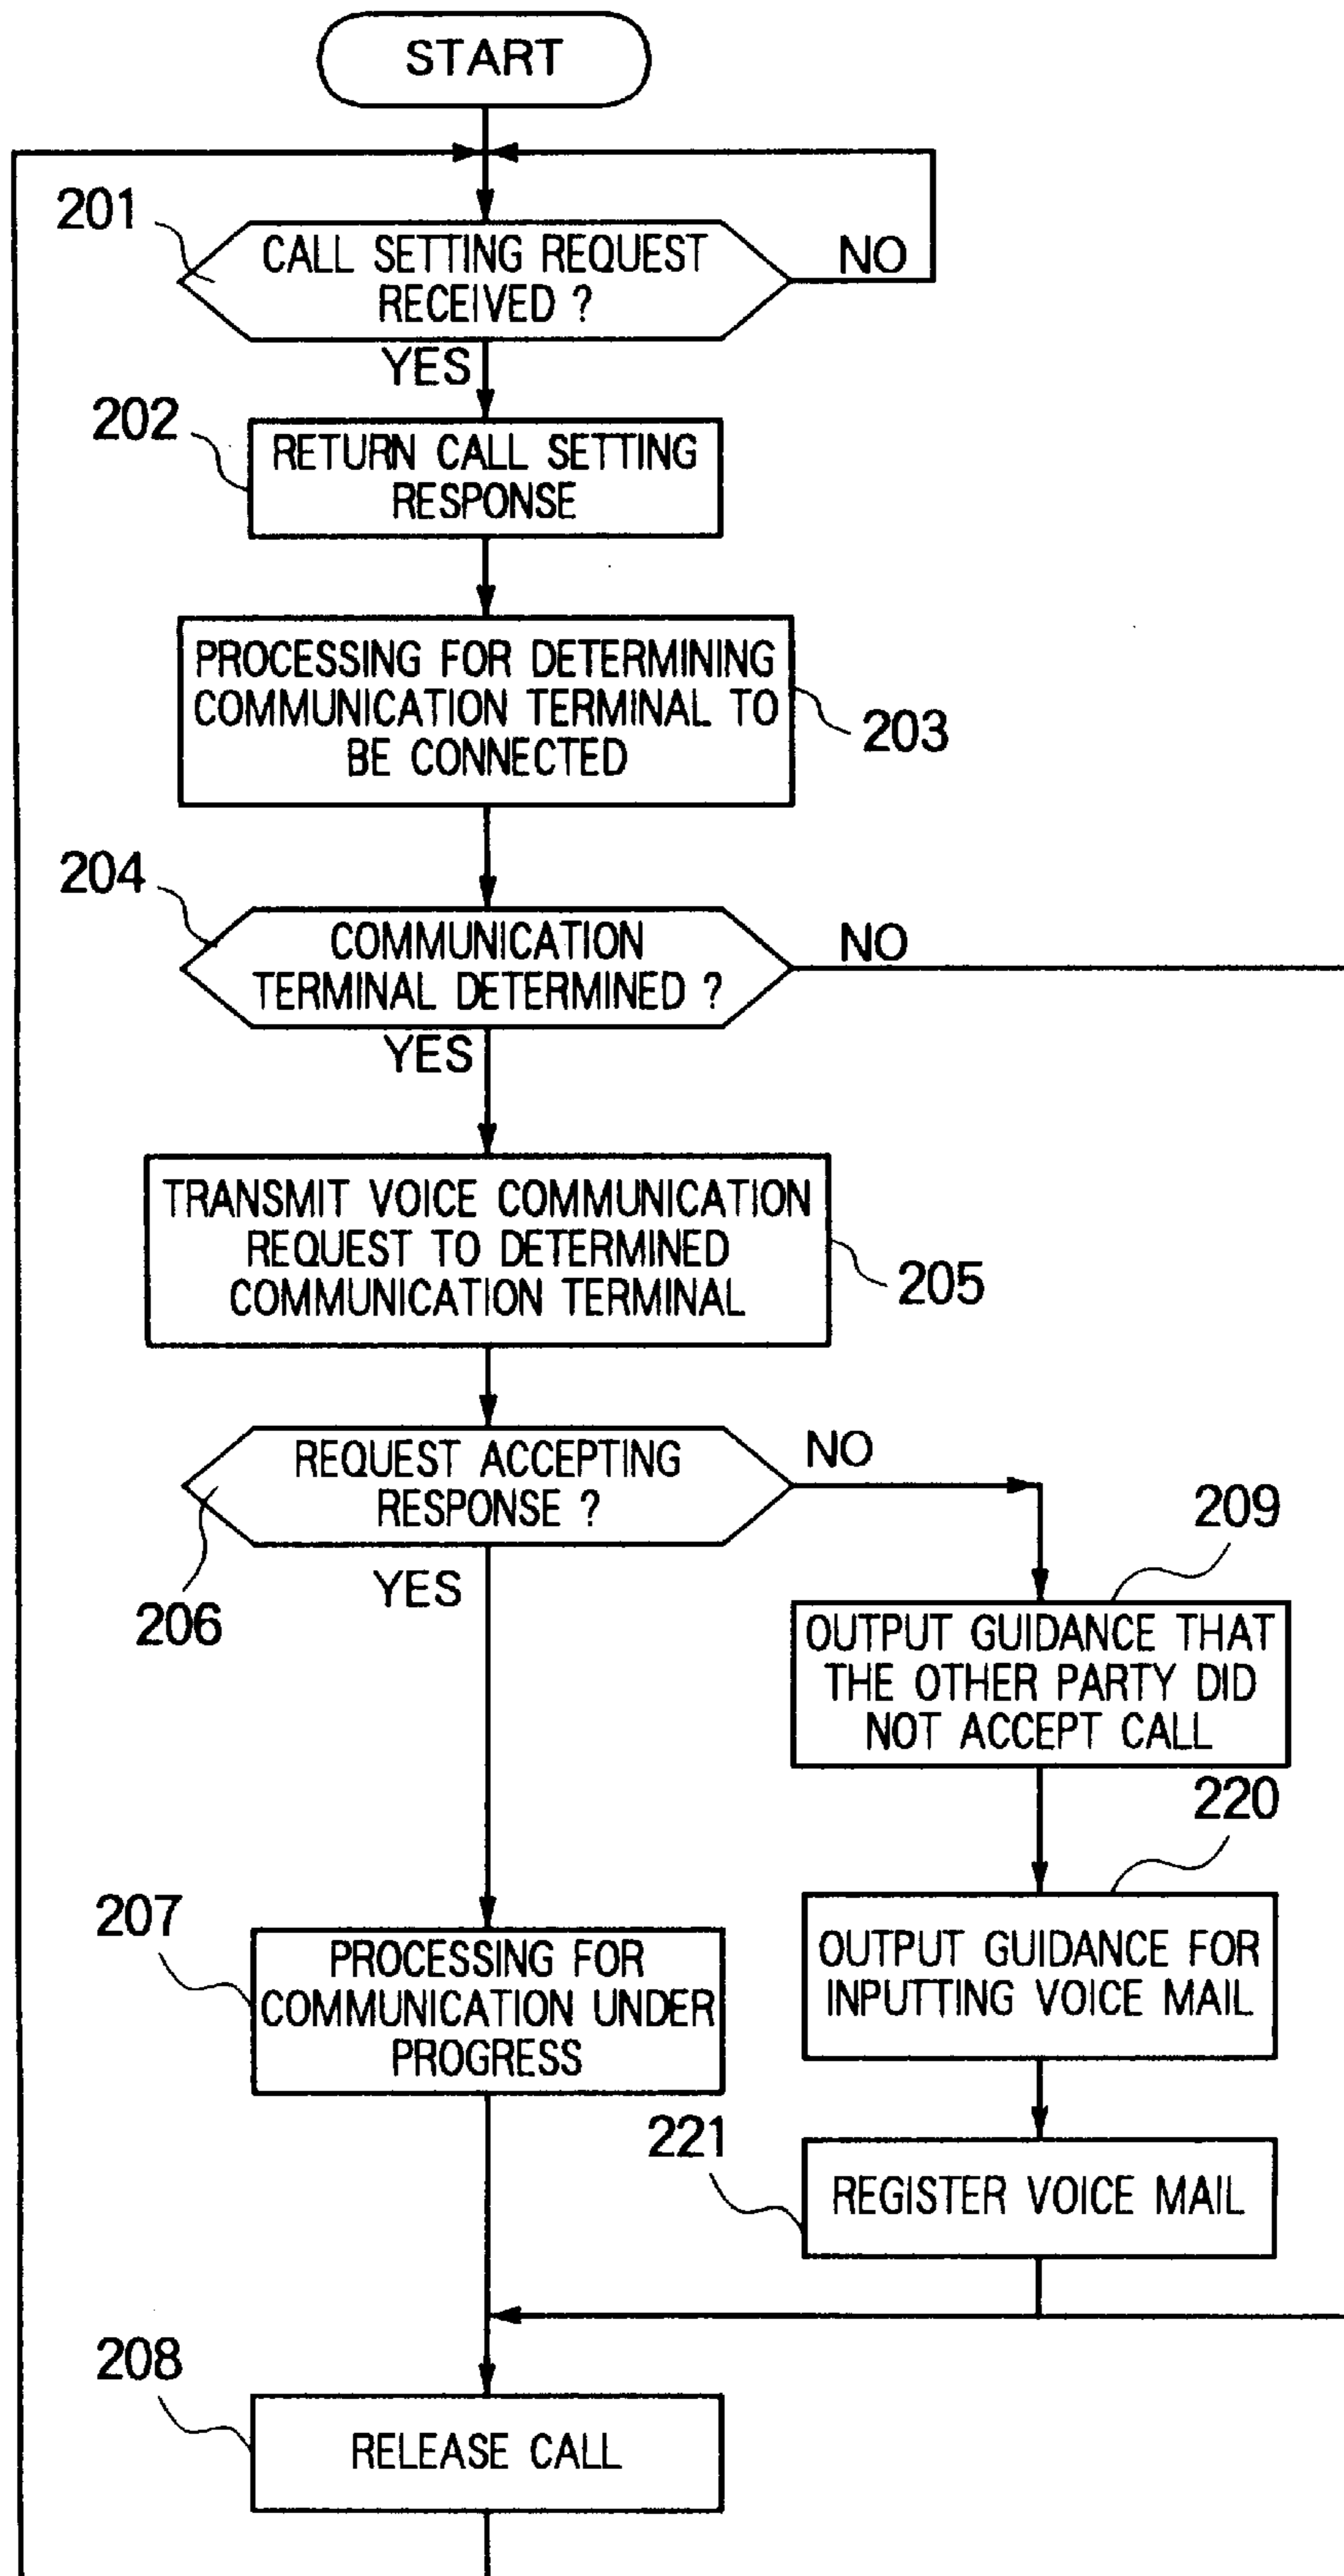 START
201
CALL SETTING REQUEST
RECEIVED ?
NO
YES
202
RETURN CALL SETTING
RESPONSE
PROCESSING FOR DETERMINING
COMMUNICATION TERMINAL TO
BE CONNECTED
203
204
COMMUNICATION
TERMINAL DETERMINED ?
NO
YES
TRANSMIT VOICE COMMUNICATION
REQUEST TO DETERMINED
COMMUNICATION TERMINAL
205
REQUEST ACCEPTING
RESPONSE ?
NO
206
YES
209
OUTPUT GUIDANCE THAT
THE OTHER PARTY DID
NOT ACCEPT CALL
220
OUTPUT GUIDANCE FOR
INPUTTING VOICE MAIL
207
PROCESSING FOR
COMMUNICATION UNDER
PROGRESS
221
REGISTER VOICE MAIL
208
RELEASE CALL